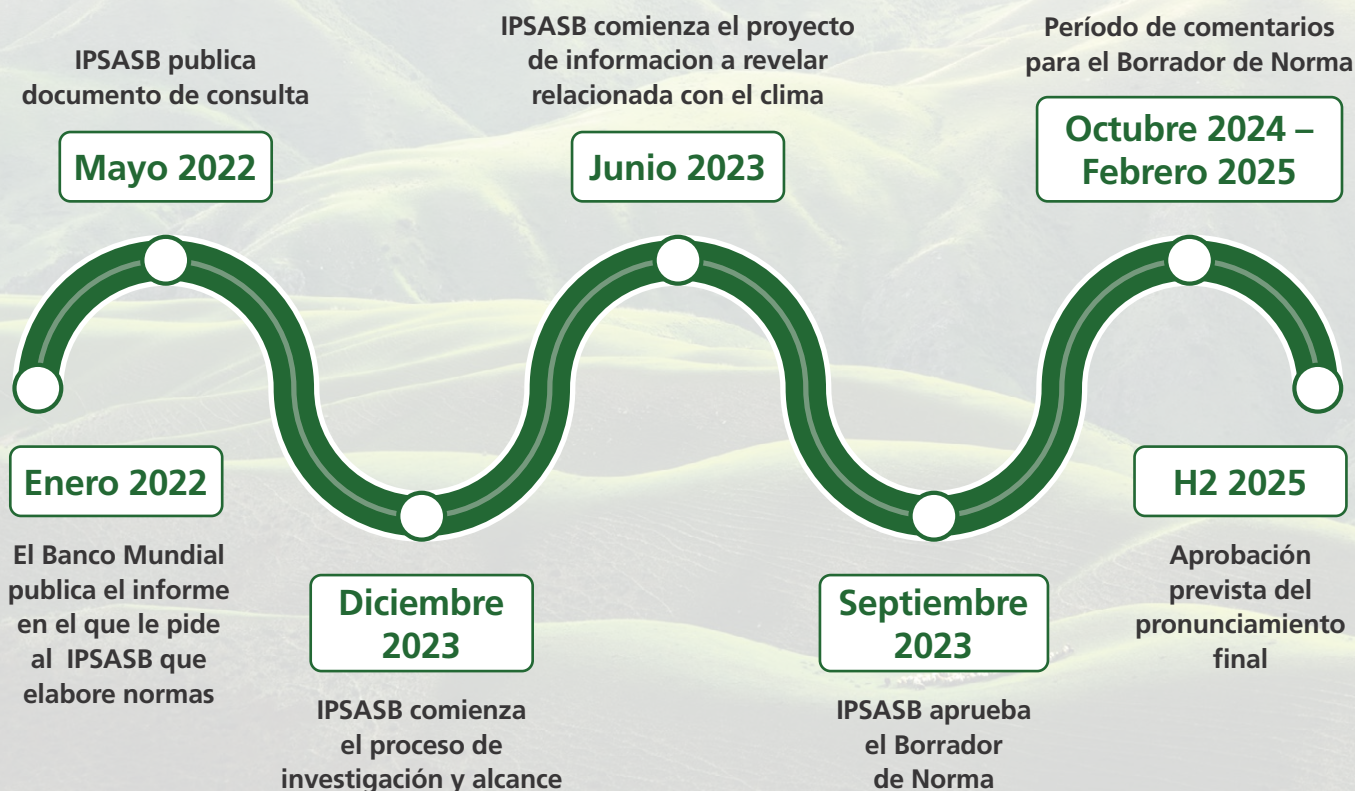 IPSASB publica
documento de consulta
Mayo 2022
IPSASB comienza el proyecto
de informacion a revelar
relacionada con el clima
Junio 2023
Período de comentarios
para el Borrador de Norma
Octubre 2024 –
Febrero 2025
Enero 2022
El Banco Mundial
publica el informe
en el que le pide
al IPSASB que
elabore normas
Diciembre
2023
IPSASB comienza
el proceso de
investigación y alcance
Septiembre
2023
IPSASB aprueba
el Borrador
de Norma
H2 2025
Aprobación
prevista del
pronunciamiento
final